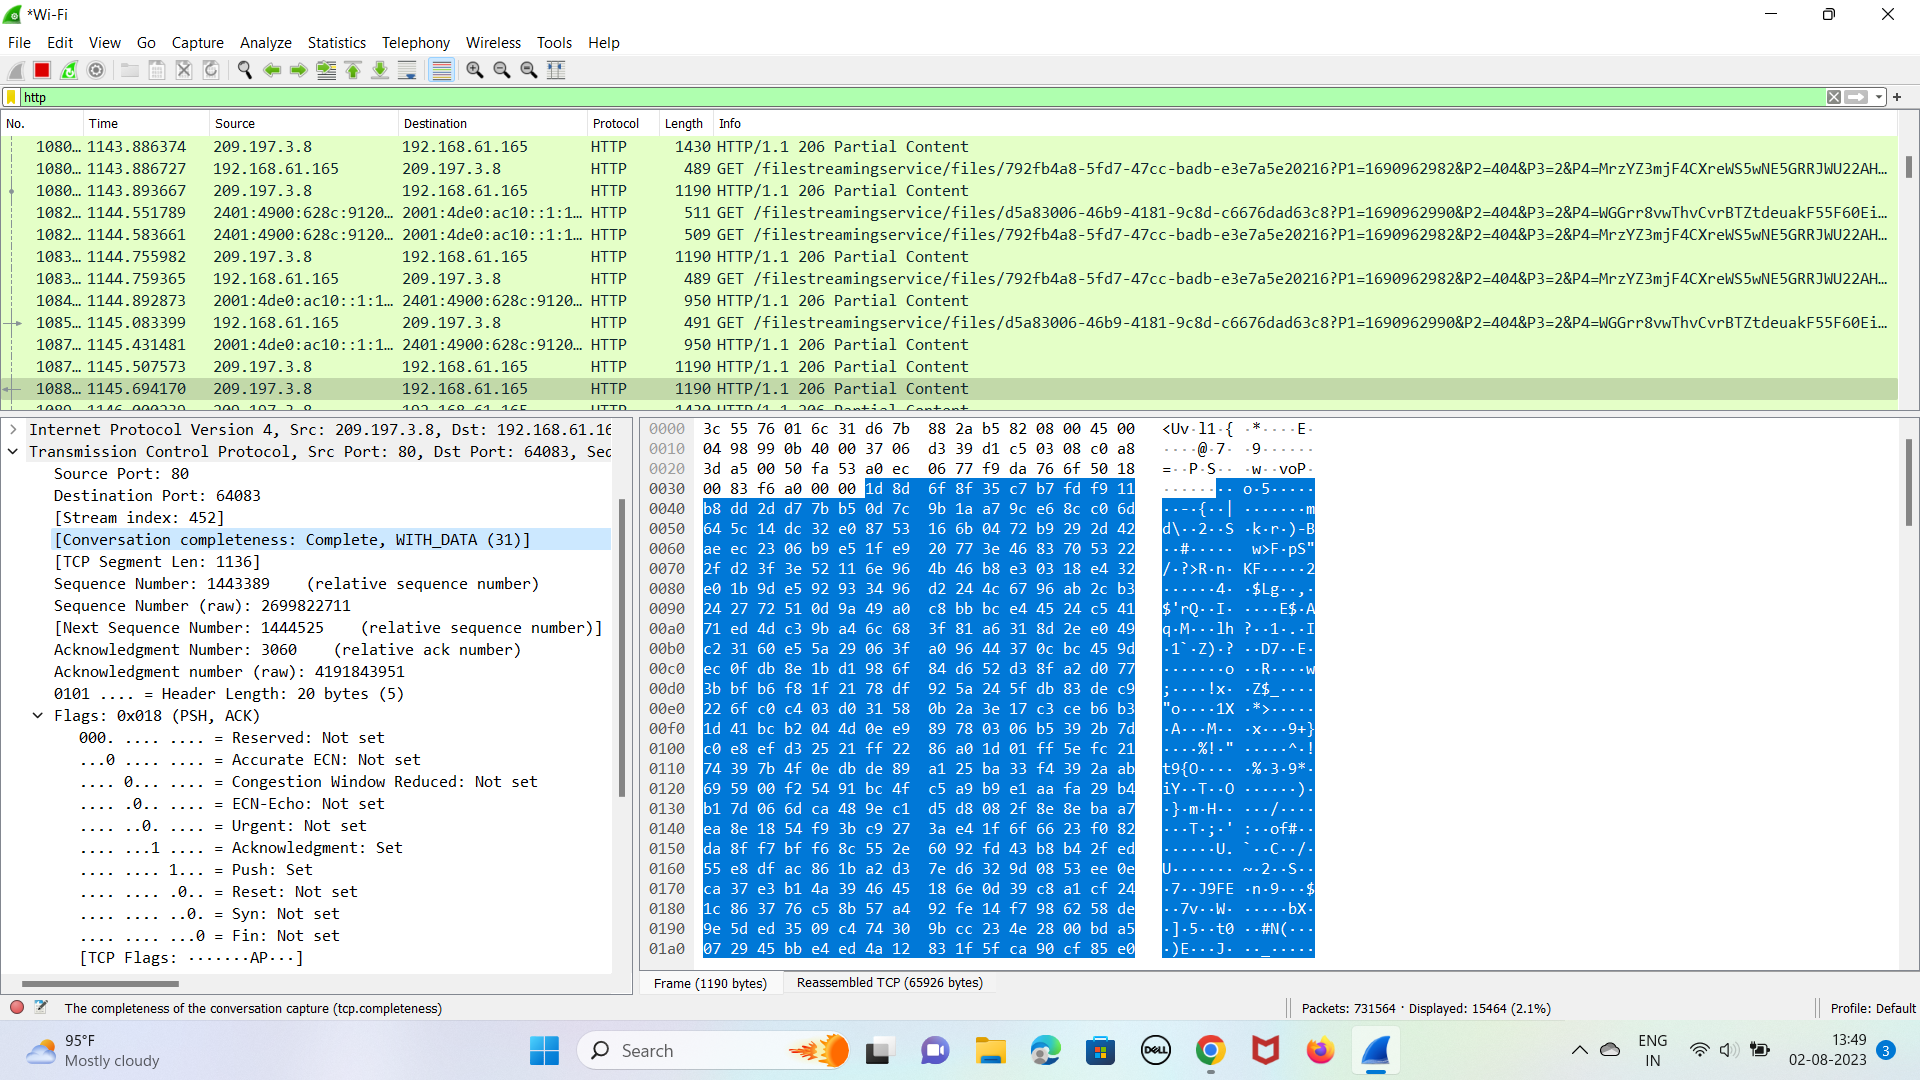 *Wi-Fi
File Edit View Go Capture Analyze Statistics Telephony Wireless Tools Help
http
No. Time Source Destination Protocol Length Info
1080… 1143.886374 209.197.3.8 192.168.61.165 HTTP 1430 HTTP/1.1 206 Partial Content
1080… 1143.886727 192.168.61.165 209.197.3.8 HTTP 489 GET /filestreamingservice/files/792fb4a8-5fd7-47cc-badb-e3e7a5e20216?P1=1690962982&P2=404&P3=2&P4=MrzYZ3mjF4CXreWS5wNE5GRRJWU22AH…
1080… 1143.893667 209.197.3.8 192.168.61.165 HTTP 1190 HTTP/1.1 206 Partial Content
1082… 1144.551789 2401:4900:628c:9120… 2001:4de0:ac10::1:1… HTTP 511 GET /filestreamingservice/files/d5a83006-46b9-4181-9c8d-c6676dad63c8?P1=1690962990&P2=404&P3=2&P4=WGGrr8vwThvCvrBTZtdeuakF55F60Ei…
1082… 1144.583661 2401:4900:628c:9120… 2001:4de0:ac10::1:1… HTTP 509 GET /filestreamingservice/files/792fb4a8-5fd7-47cc-badb-e3e7a5e20216?P1=1690962982&P2=404&P3=2&P4=MrzYZ3mjF4CXreWS5wNE5GRRJWU22AH…
1083… 1144.755982 209.197.3.8 192.168.61.165 HTTP 1190 HTTP/1.1 206 Partial Content
1083… 1144.759365 192.168.61.165 209.197.3.8 HTTP 489 GET /filestreamingservice/files/792fb4a8-5fd7-47cc-badb-e3e7a5e20216?P1=1690962982&P2=404&P3=2&P4=MrzYZ3mjF4CXreWS5wNE5GRRJWU22AH…
1084… 1144.892873 2001:4de0:ac10::1:1… 2401:4900:628c:9120… HTTP 950 HTTP/1.1 206 Partial Content
1085… 1145.083399 192.168.61.165 209.197.3.8 HTTP 491 GET /filestreamingservice/files/d5a83006-46b9-4181-9c8d-c6676dad63c8?P1=1690962990&P2=404&P3=2&P4=WGGrr8vwThvCvrBTZtdeuakF55F60Ei…
1087… 1145.431481 2001:4de0:ac10::1:1… 2401:4900:628c:9120… HTTP 950 HTTP/1.1 206 Partial Content
1087… 1145.507573 209.197.3.8 192.168.61.165 HTTP 1190 HTTP/1.1 206 Partial Content
1088… 1145.694170 209.197.3.8 192.168.61.165 HTTP 1190 HTTP/1.1 206 Partial Content
Internet Protocol Version 4, Src: 209.197.3.8, Dst: 192.168.61.16
Transmission Control Protocol, Src Port: 80, Dst Port: 64083, Seq
Source Port: 80
Destination Port: 64083
[Stream index: 452]
[Conversation completeness: Complete, WITH_DATA (31)]
[TCP Segment Len: 1136]
Sequence Number: 1443389 (relative sequence number)
Sequence Number (raw): 2699822711
[Next Sequence Number: 1444525 (relative sequence number)]
Acknowledgment Number: 3060 (relative ack number)
Acknowledgment number (raw): 4191843951
0101 .... = Header Length: 20 bytes (5)
Flags: 0x018 (PSH, ACK)
000. .... .... = Reserved: Not set
...0 .... .... = Accurate ECN: Not set
.... 0... .... = Congestion Window Reduced: Not set
.... .0.. .... = ECN-Echo: Not set
.... ..0. .... = Urgent: Not set
.... ...1 .... = Acknowledgment: Set
.... .... 1... = Push: Set
.... .... .0.. = Reset: Not set
.... .... ..0. = Syn: Not set
.... .... ...0 = Fin: Not set
[TCP Flags: ·······AP···]
0000 3c 55 76 01 6c 31 d6 7b 88 2a b5 82 08 00 45 00 <Uv·l1·{ ·*····E·
0010 04 98 99 0b 40 00 37 06 d3 39 d1 c5 03 08 c0 a8 ····@·7· ·9······
0020 3d a5 00 50 fa 53 a0 ec 06 77 f9 da 76 6f 50 18 =··P·S·· ·w··voP·
0030 00 83 f6 a0 00 00 1d 8d 6f 8f 35 c7 b7 fd f9 11 ········ o·5·····
0040 b8 dd 2d d7 7b b5 0d 7c 9b 1a a7 9c e6 8c c0 6d ··-·{··| ·······m
0050 64 5c 14 dc 32 e0 87 53 16 6b 04 72 b9 29 2d 42 d\··2··S ·k·r·)-B
0060 ae ec 23 06 b9 e5 1f e9 20 77 3e 46 83 70 53 22 ··#·····  w>F·pS"
0070 2f d2 3f 3e 52 11 6e 96 4b 46 b8 e3 03 18 e4 32 /·?>R·n· KF·····2
0080 e0 1b 9d e5 92 93 34 96 d2 24 4c 67 96 ab 2c b3 ······4· ·$Lg··,·
0090 24 27 72 51 0d 9a 49 a0 c8 bb bc e4 45 24 c5 41 $'rQ··I· ····E$·A
00a0 71 ed 4d c3 9b a4 6c 68 3f 81 a6 31 8d 2e e0 49 q·M···lh ?··1·.·I
00b0 c2 31 60 e5 5a 29 06 3f a0 96 44 37 0c bc 45 9d ·1`·Z)·? ··D7··E·
00c0 ec 0f db 8e 1b d1 98 6f 84 d6 52 d3 8f a2 d0 77 ·······o ··R····w
00d0 3b bf b6 f8 1f 21 78 df 92 5a 24 5f db 83 de c9 ;····!x· ·Z$_····
00e0 22 6f c0 c4 03 d0 31 58 0b 2a 3e 17 c3 ce b6 b3 "o····1X ·*>·····
00f0 1d 41 bc b2 04 4d 0e e9 89 78 03 06 b5 39 2b 7d ·A···M·· ·x···9+}
0100 c0 e8 ef d3 25 21 ff 22 86 a0 1d 01 ff 5e fc 21 ····%!·" ·····^·!
0110 74 39 7b 4f 0e db de 89 a1 25 ba 33 f4 39 2a ab t9{O···· ·%·3·9*·
0120 69 59 00 f2 54 91 bc 4f c5 a9 b9 e1 aa fa 29 b4 iY··T··O ······)·
0130 b1 7d 06 6d ca 48 9e c1 d5 d8 08 2f 8e 8e ba a7 ·}·m·H·· ···/····
0140 ea 8e 18 54 f9 3b c9 27 3a e4 1f 6f 66 23 f0 82 ···T·;·' :··of#··
0150 da 8f f7 bf f6 8c 55 2e 60 92 fd 43 b8 b4 2f ed ······U. `··C··/·
0160 55 e8 df ac 86 1b a2 d3 7e d6 32 9d 08 53 ee 0e U······· ~·2··S··
0170 ca 37 e3 b1 4a 39 46 45 18 6e 0d 39 c8 a1 cf 24 ·7··J9FE ·n·9···$
0180 1c 86 37 76 c5 8b 57 a4 92 fe 14 f7 98 62 58 de ··7v··W· ·····bX·
0190 9e 5d ed 35 09 c4 74 30 9b cc 23 4e 28 00 bd a5 ·]·5··t0 ··#N(···
01a0 07 29 45 bb e4 ed 4a 12 83 1f 5f ca 90 cf 85 e0 ·)E···J· ··_·····
Frame (1190 bytes) Reassembled TCP (65926 bytes)
The completeness of the conversation capture (tcp.completeness) Packets: 731564 · Displayed: 15464 (2.1%) Profile: Default
95°F
Mostly cloudy
Search
DELL
ENG
IN
13:49
02-08-2023
3